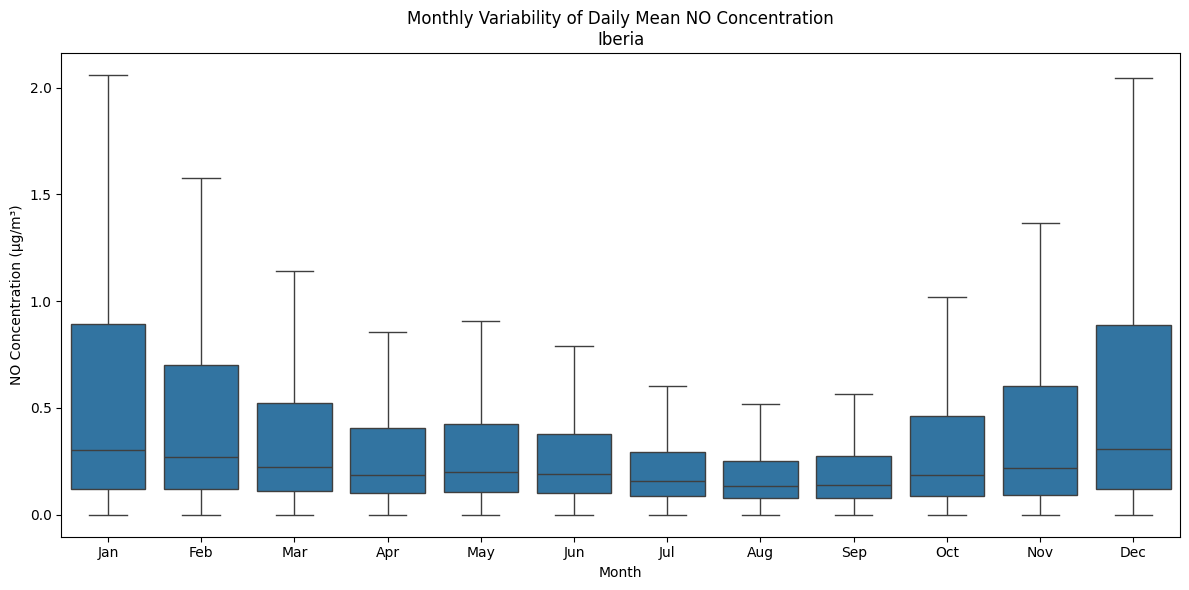 Monthly Variability of Daily Mean NO Concentration
Iberia
NO Concentration (µg/m³)
2.0
1.5
1.0
0.5
0.0
Jan Feb Mar Apr May Jun Jul Aug Sep Oct Nov Dec
Month